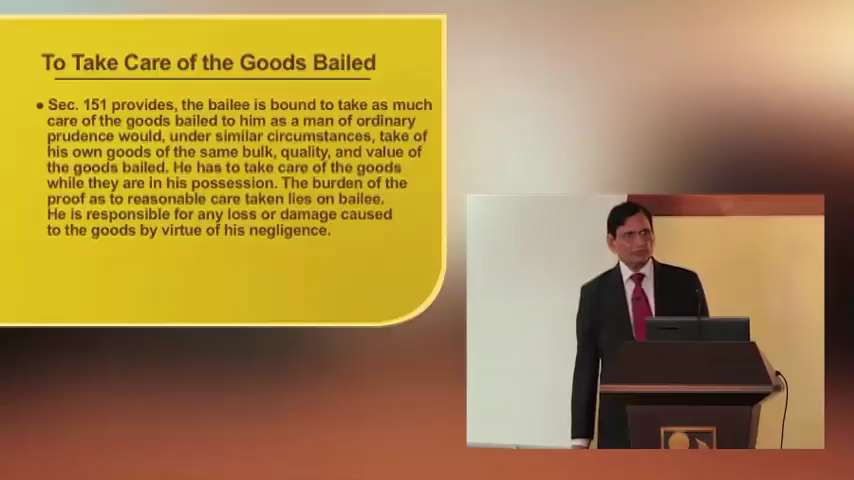 To Take Care of the Goods Bailed
• Sec. 151 provides, the bailee is bound to take as much
care of the goods bailed to him as a man of ordinary
prudence would, under similar circumstances, take of
his own goods of the same bulk, quality, and value of
the goods bailed. He has to take care of the goods
while they are in his possession. The burden of the
proof as to reasonable care taken lies on bailee.
He is responsible for any loss or damage caused
to the goods by virtue of his negligence.